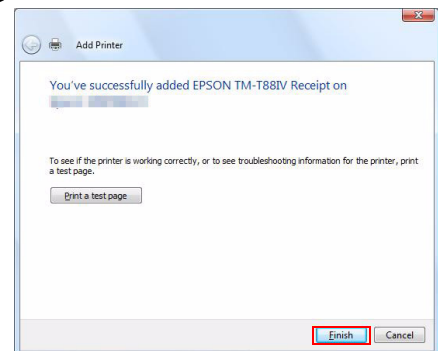 Add Printer
You've successfully added EPSON TM-T88IV Receipt on
To see if the printer is working correctly, or to see troubleshooting information for the printer, print
a test page.
Print a test page
Finish
Cancel